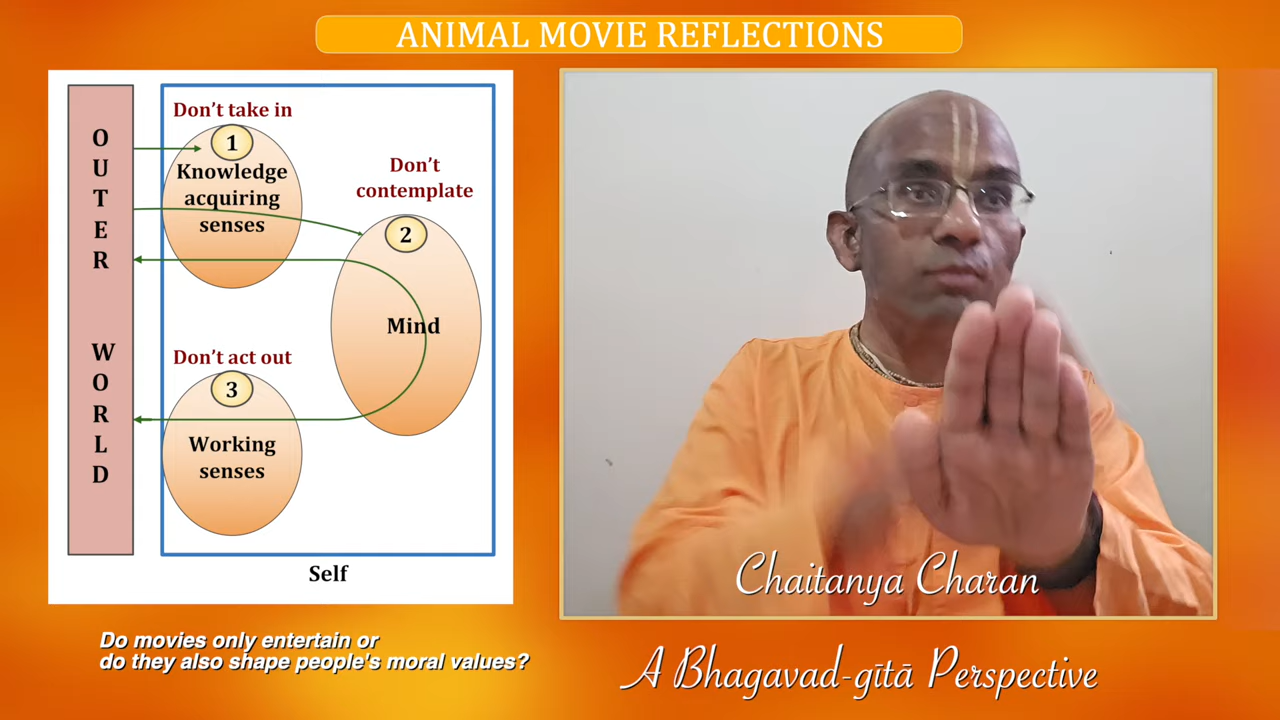 ANIMAL MOVIE REFLECTIONS
OUTER
WORLD
Don’t take in
1
Knowledge
acquiring
senses
Don’t
contemplate
2
Mind
Don’t act out
3
Working
senses
Self
Do movies only entertain or
do they also shape people's moral values?
Chaitanya Charan
A Bhagavad-gītā Perspective